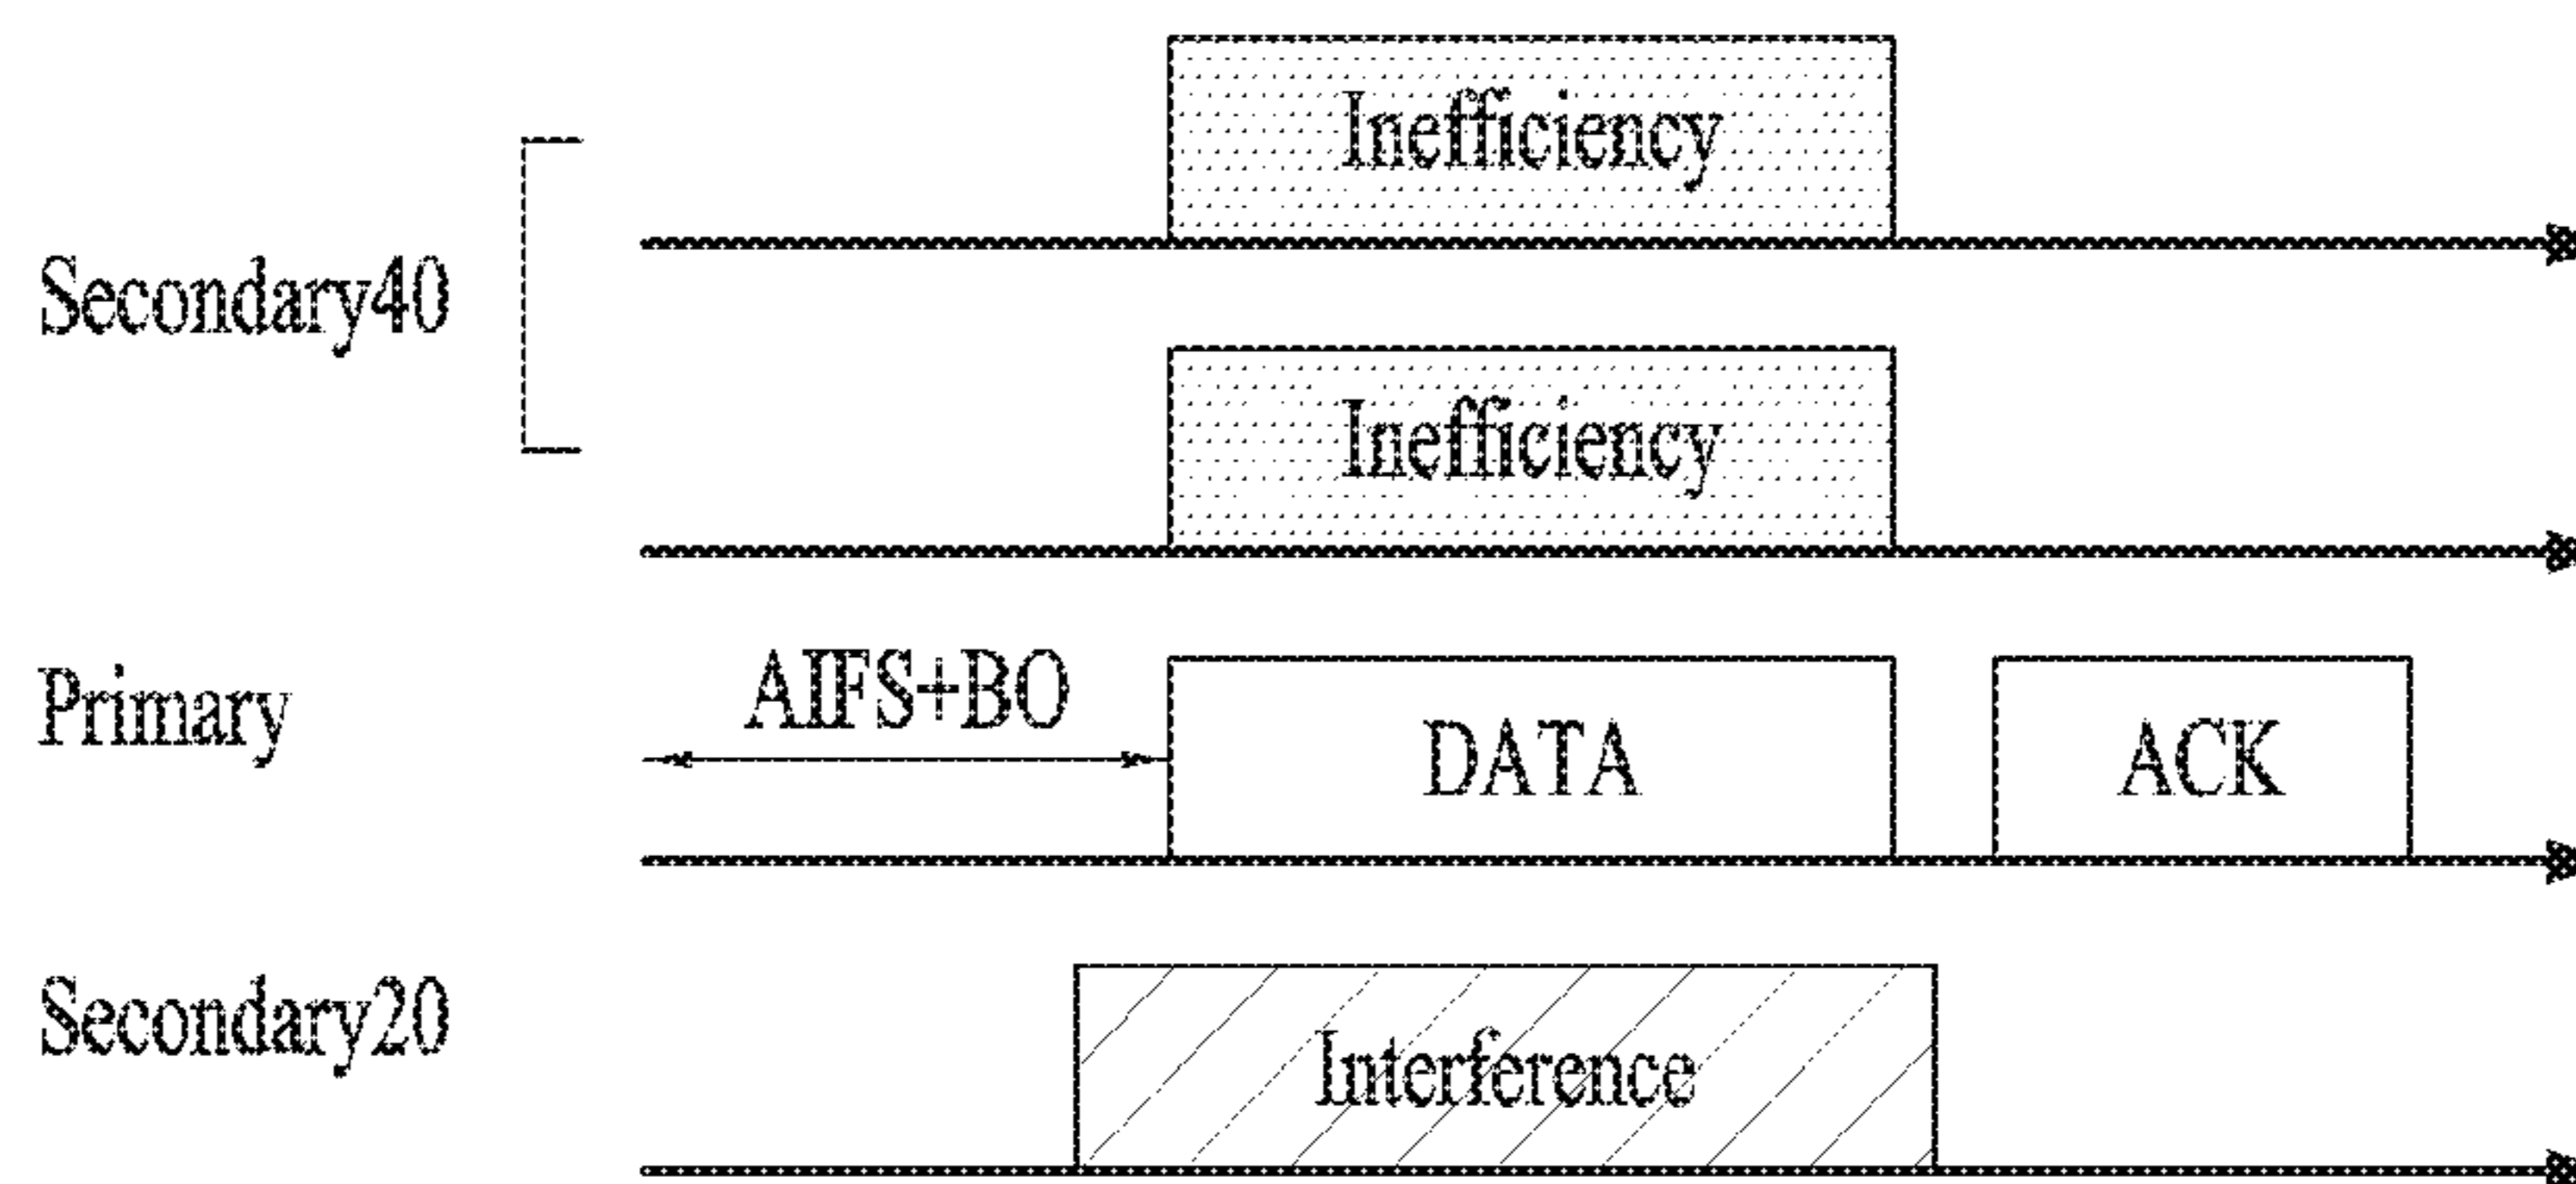 Inefficiency
Secondary40
Inefficiency
Primary
AIFS+BO
DATA
ACK
Secondary20
Interference